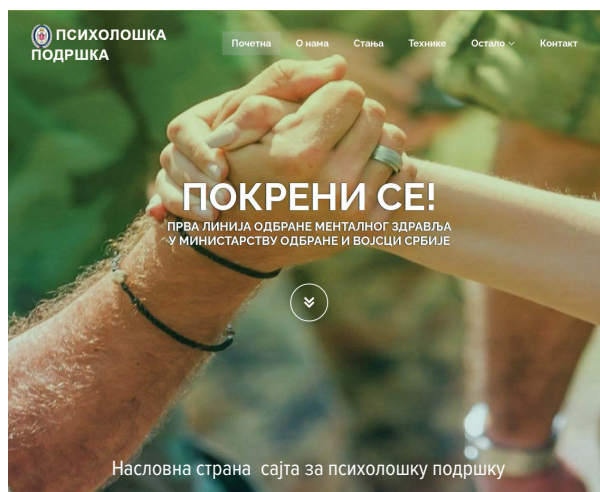 ПСИХОЛОШКА
ПОДРШКА
Почетна О нама Стања Технике Остало Контакт
ПОКРЕНИ СЕ!
ПРВА ЛИНИЈА ОДБРАНЕ МЕНТАЛНОГ ЗДРАВЉА
У МИНИСТАРСТВУ ОДБРАНЕ И ВОЈСЦИ СРБИЈЕ
Насловна страна сајта за психолошку подршку